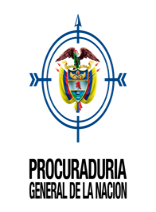 PROCURADURIA
GENERAL DE LA NACION